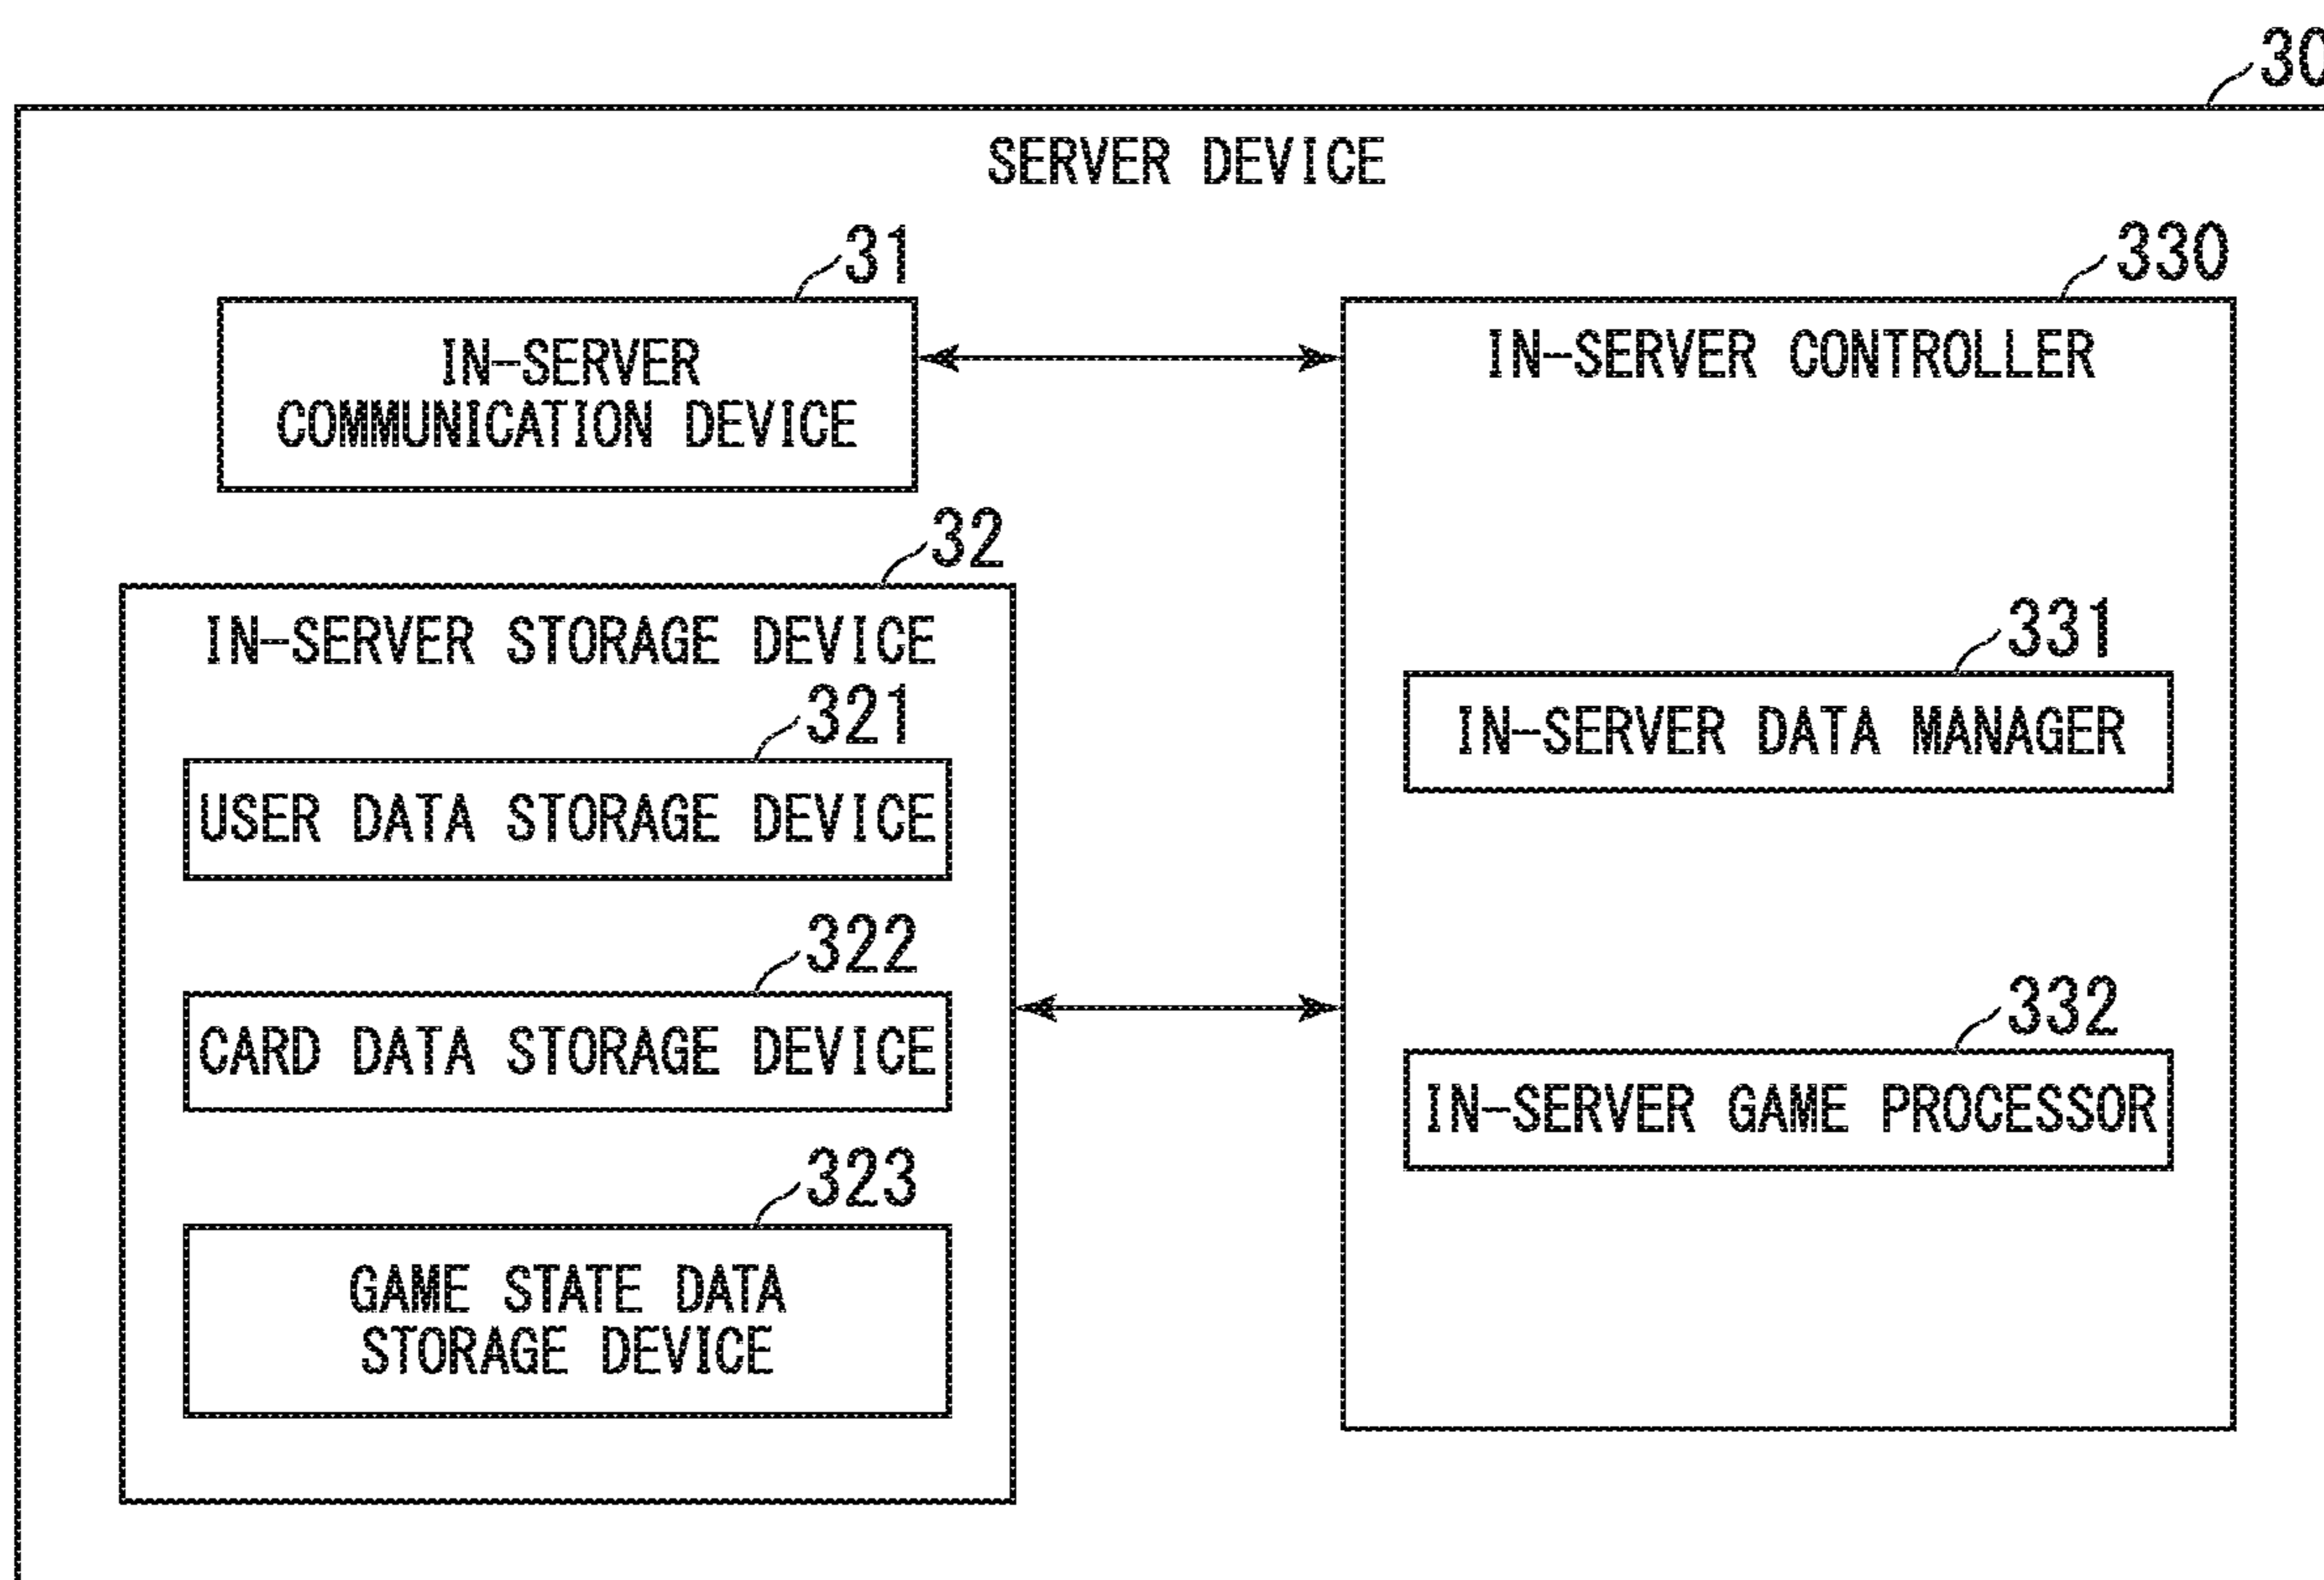 30
SERVER DEVICE
31
IN-SERVER
COMMUNICATION DEVICE
32
IN-SERVER STORAGE DEVICE
321
USER DATA STORAGE DEVICE
322
CARD DATA STORAGE DEVICE
323
GAME STATE DATA
STORAGE DEVICE
330
IN-SERVER CONTROLLER
331
IN-SERVER DATA MANAGER
332
IN-SERVER GAME PROCESSOR